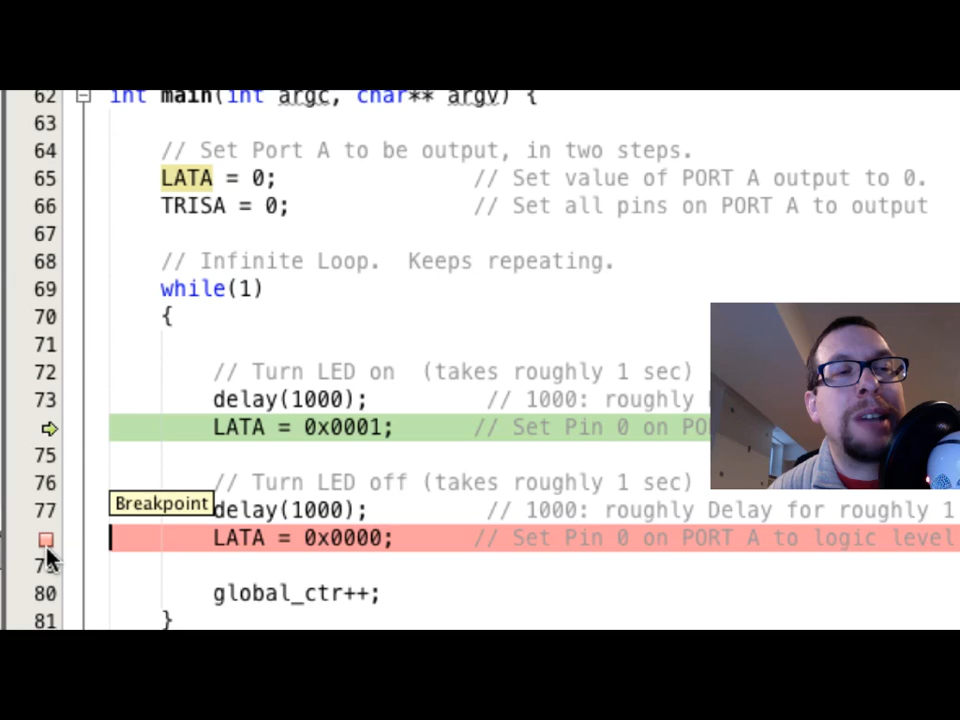 62 int main(int argc, char** argv) {
63
64 // Set Port A to be output, in two steps.
65 LATA = 0; // Set value of PORT A output to 0.
66 TRISA = 0; // Set all pins on PORT A to output
67
68 // Infinite Loop. Keeps repeating.
69 while(1)
70 {
71
72 // Turn LED on (takes roughly 1 sec)
73 delay(1000); // 1000: roughly
LATA = 0x0001; // Set Pin 0 on
75
76 // Turn LED off (takes roughly 1 sec)
Breakpoint
77 delay(1000); // 1000: roughly Delay for roughly 1
LATA = 0x0000; // Set Pin 0 on PORT A to logic level
80 global_ctr++;
81 }